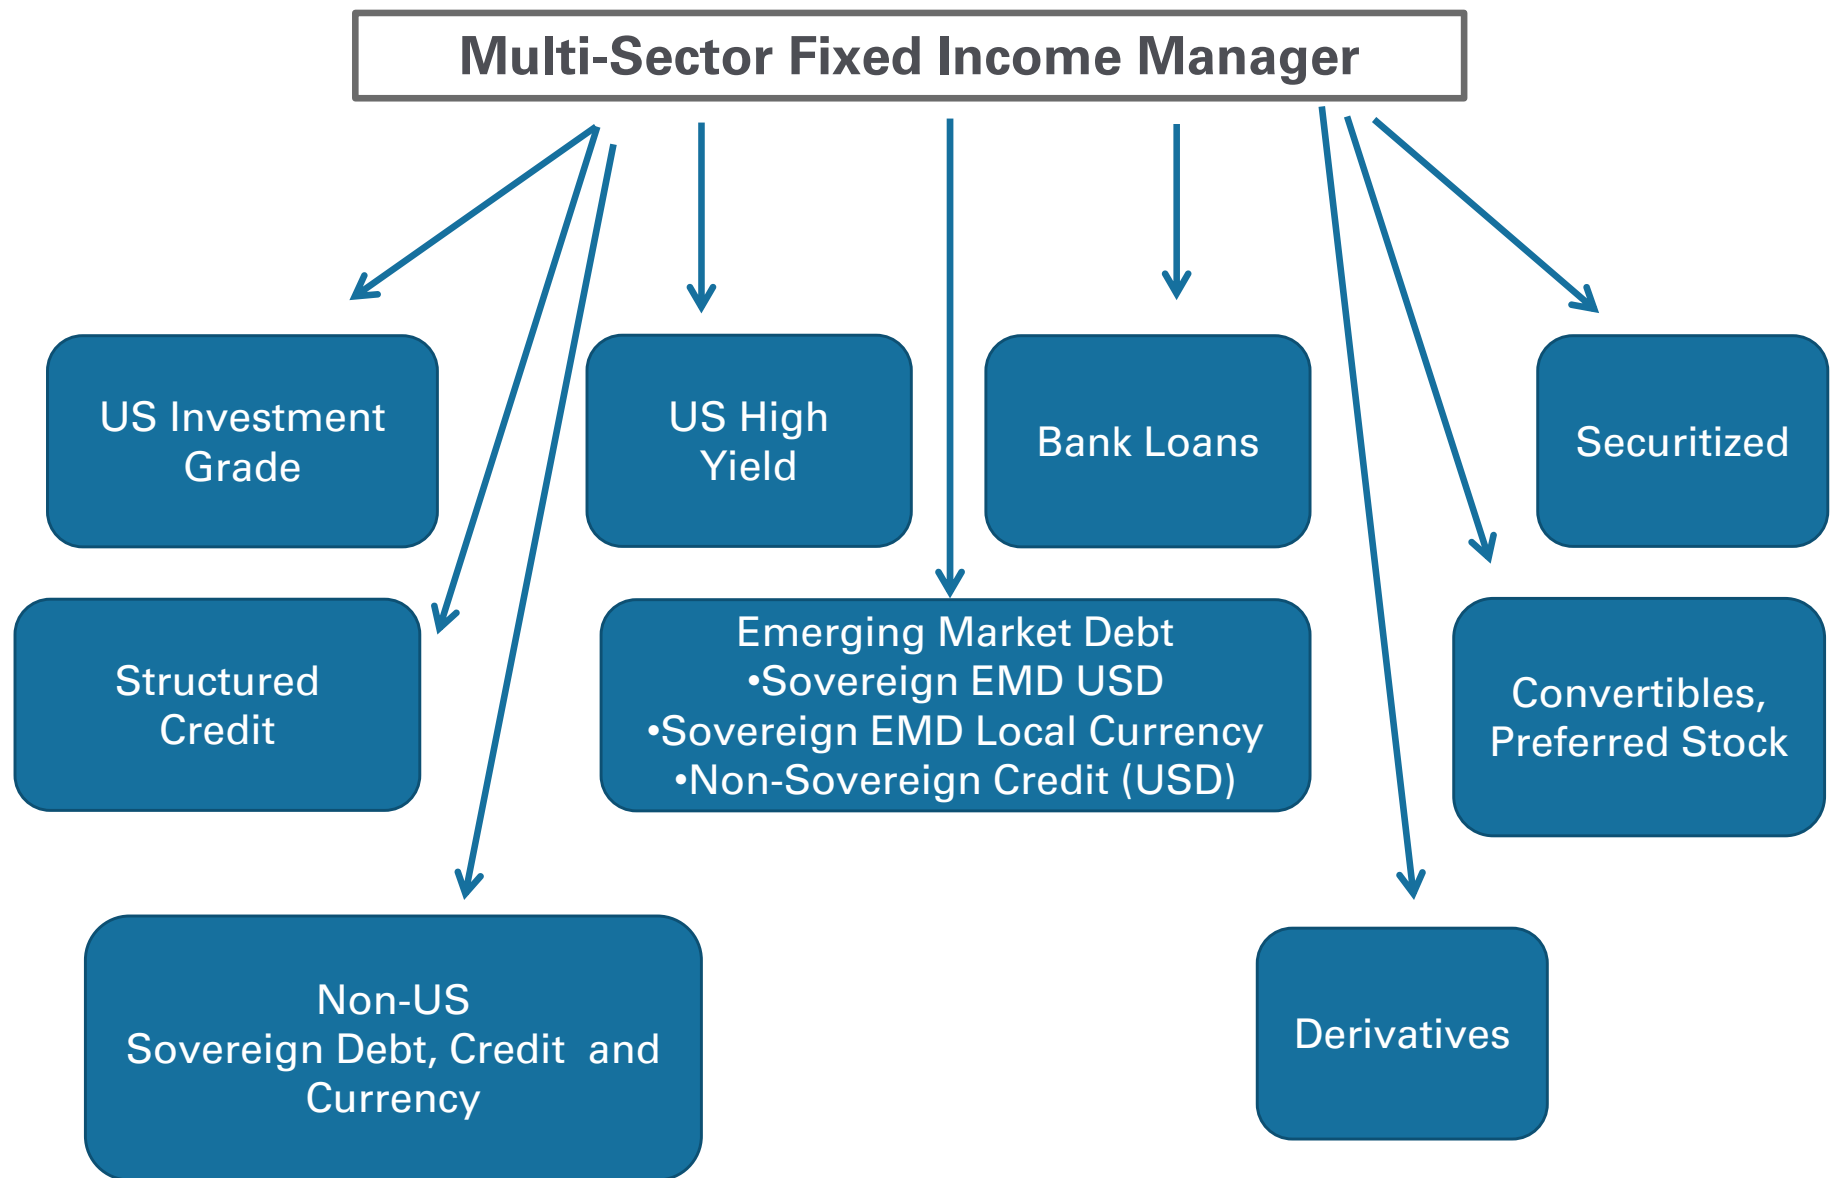 Multi-Sector Fixed Income Manager
US Investment
Grade
US High
Yield
Bank Loans
Securitized
Structured
Credit
Emerging Market Debt
•Sovereign EMD USD
•Sovereign EMD Local Currency
•Non-Sovereign Credit (USD)
Convertibles,
Preferred Stock
Non-US
Sovereign Debt, Credit  and
Currency
Derivatives